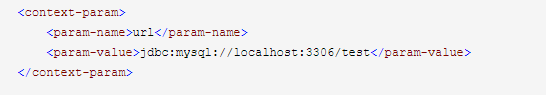 <context-param>
    <param-name>url</param-name>
    <param-value>jdbc:mysql://localhost:3306/test</param-value>
</context-param>